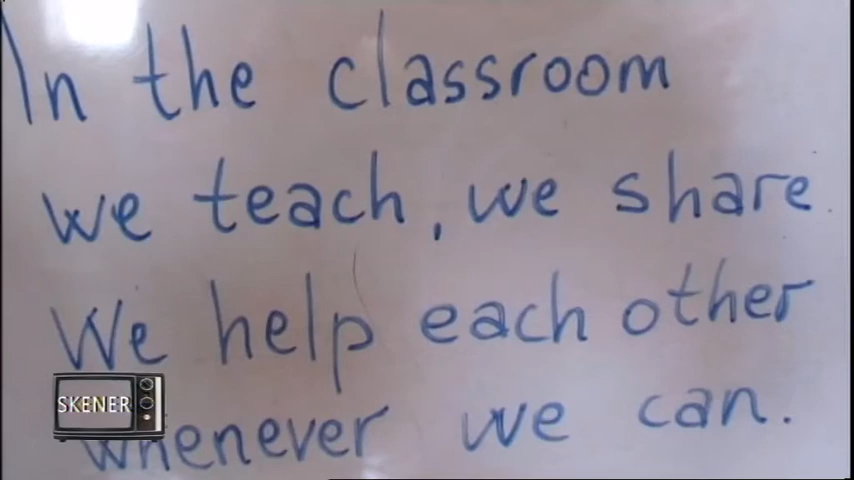 In the classroom
we teach, we share.
We help each other
whenever we can.
SKENER